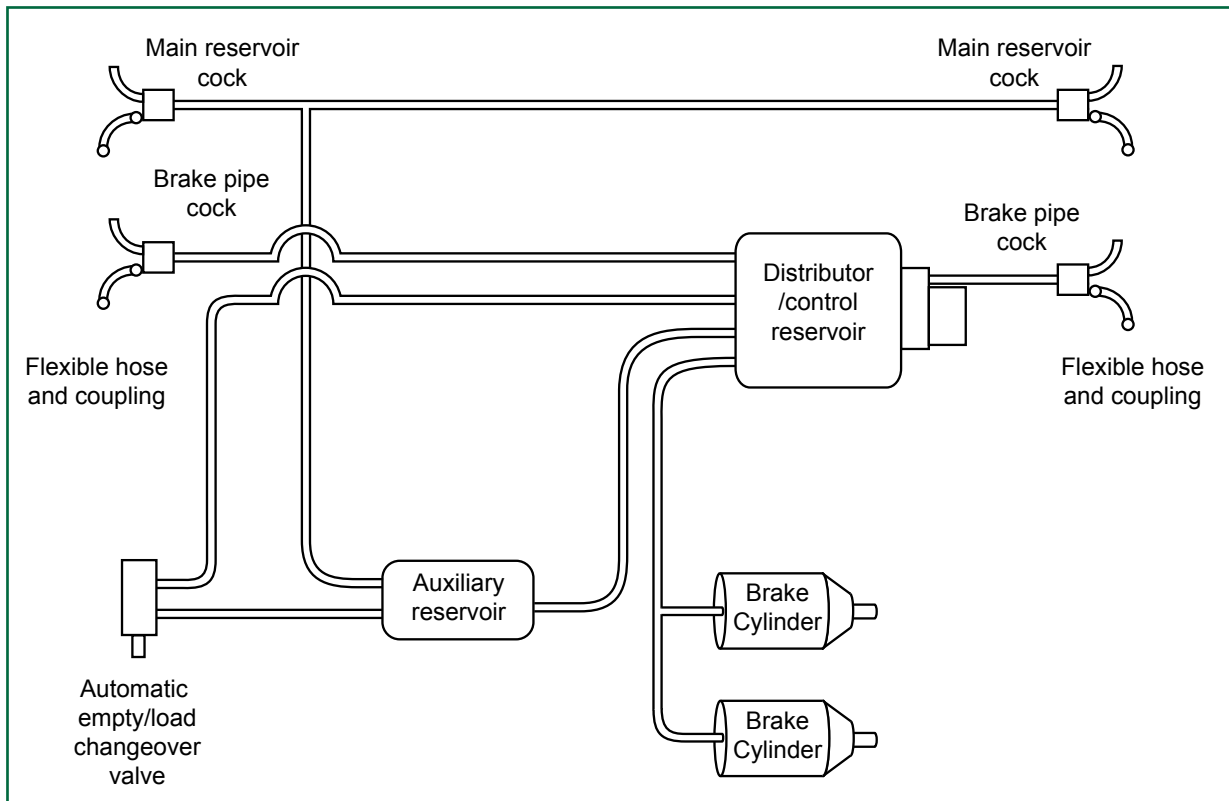 Main reservoir
cock
Main reservoir
cock
Brake pipe
cock
Brake pipe
cock
Distributor
/control
reservoir
Flexible hose
and coupling
Flexible hose
and coupling
Auxiliary
reservoir
Brake
Cylinder
Automatic
empty/load
changeover
valve
Brake
Cylinder